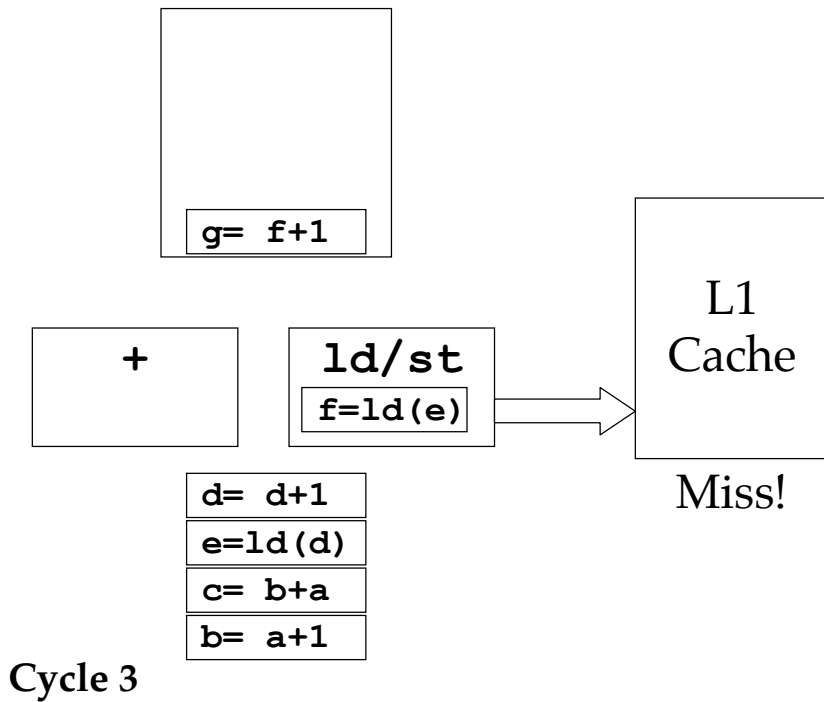 g= f+1
+
ld/st
f=ld(e)
L1
Cache
Miss!
d= d+1
e=ld(d)
c= b+a
b= a+1
Cycle 3